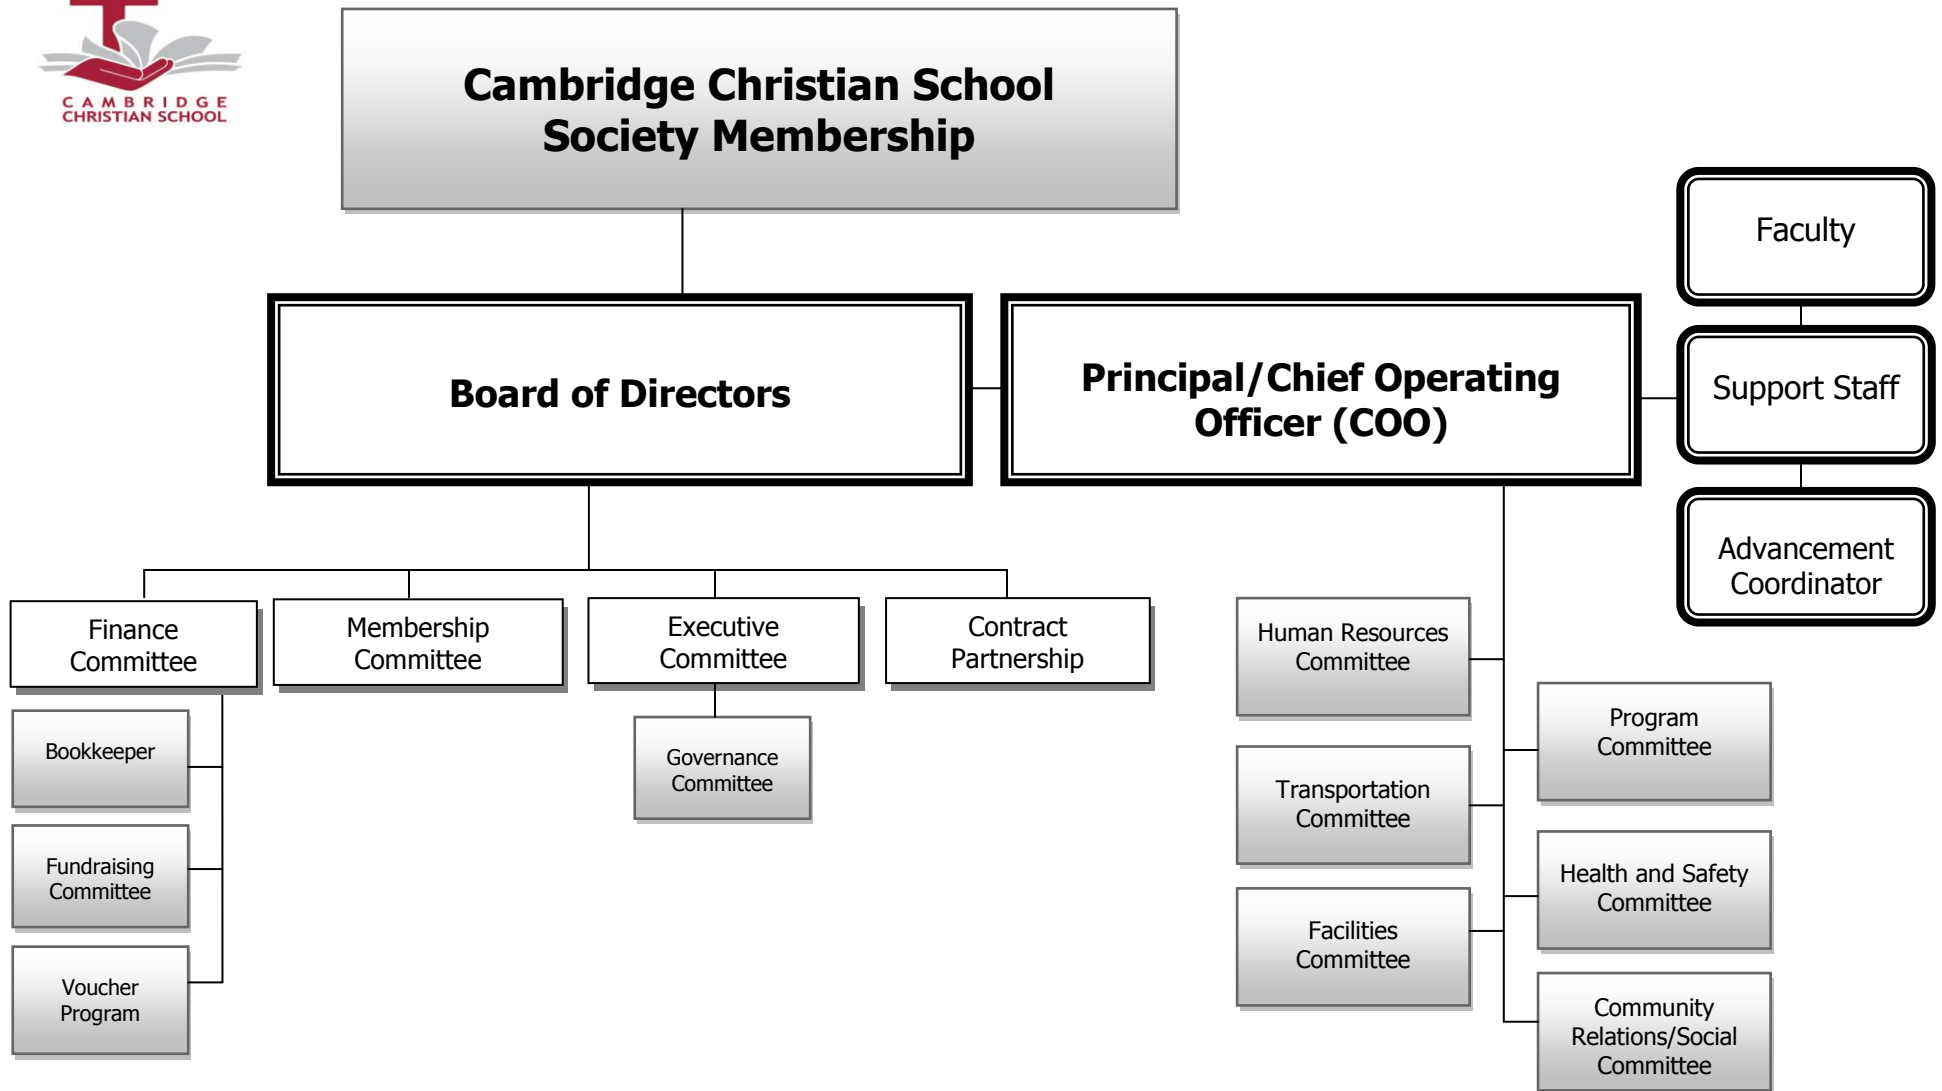 CAMBRIDGE
CHRISTIAN SCHOOL
Cambridge Christian School
Society Membership
Faculty
Board of Directors
Principal/Chief Operating
Officer (COO)
Support Staff
Advancement
Coordinator
Finance
Committee
Membership
Committee
Executive
Committee
Contract
Partnership
Bookkeeper
Fundraising
Committee
Voucher
Program
Governance
Committee
Human Resources
Committee
Program
Committee
Transportation
Committee
Health and Safety
Committee
Facilities
Committee
Community
Relations/Social
Committee